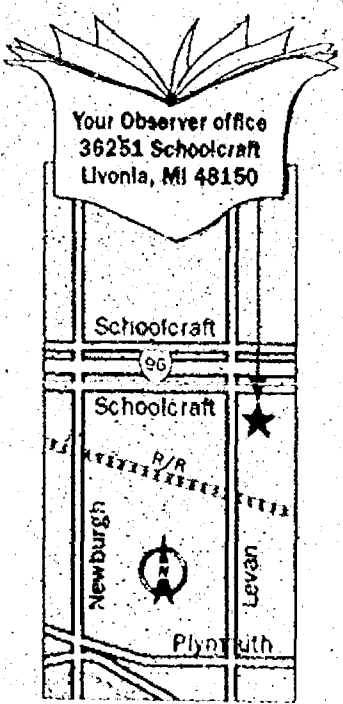 Your Observer office
36251 Schoolcraft
Livonia, MI 48150
Schoolcraft
96
Schoolcraft
R/R
Newburgh
N
Levan
Plymouth